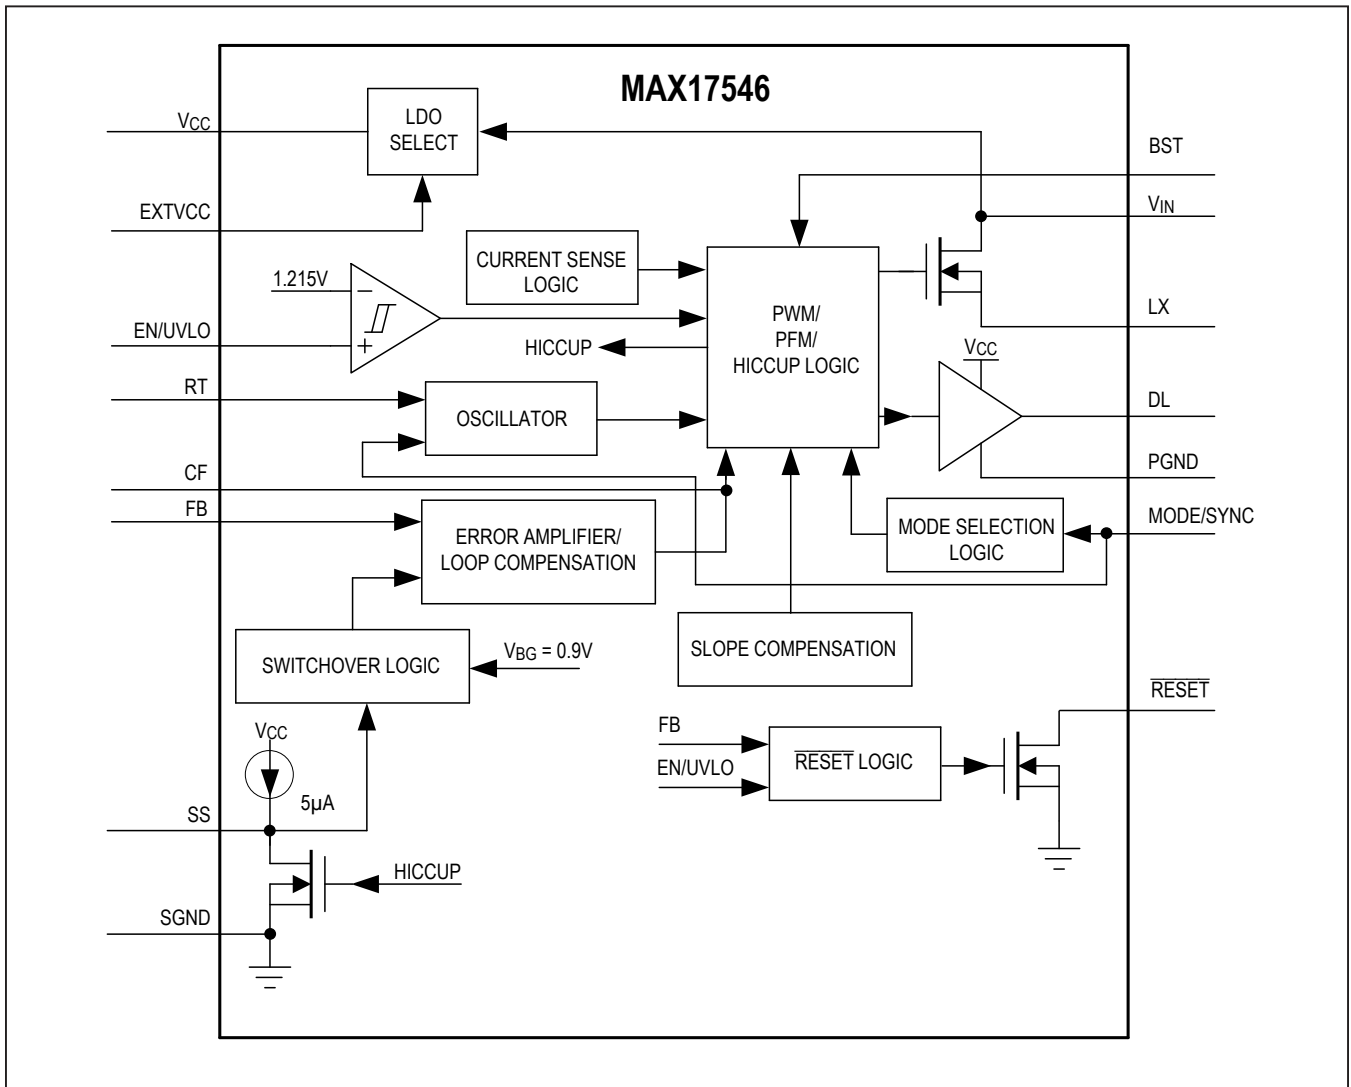 MAX17546
VCC
LDO
SELECT
BST
EXTVCC
VIN
CURRENT SENSE
LOGIC
1.215V
−
EN/UVLO
+
PWM/
PFM/
HICCUP LOGIC
LX
HICCUP
VCC
RT
OSCILLATOR
DL
CF
PGND
FB
ERROR AMPLIFIER/
LOOP COMPENSATION
MODE SELECTION
LOGIC
MODE/SYNC
SWITCHOVER LOGIC
VBG = 0.9V
SLOPE COMPENSATION
RESET
VCC
5µA
FB
EN/UVLO
RESET LOGIC
SS
HICCUP
SGND